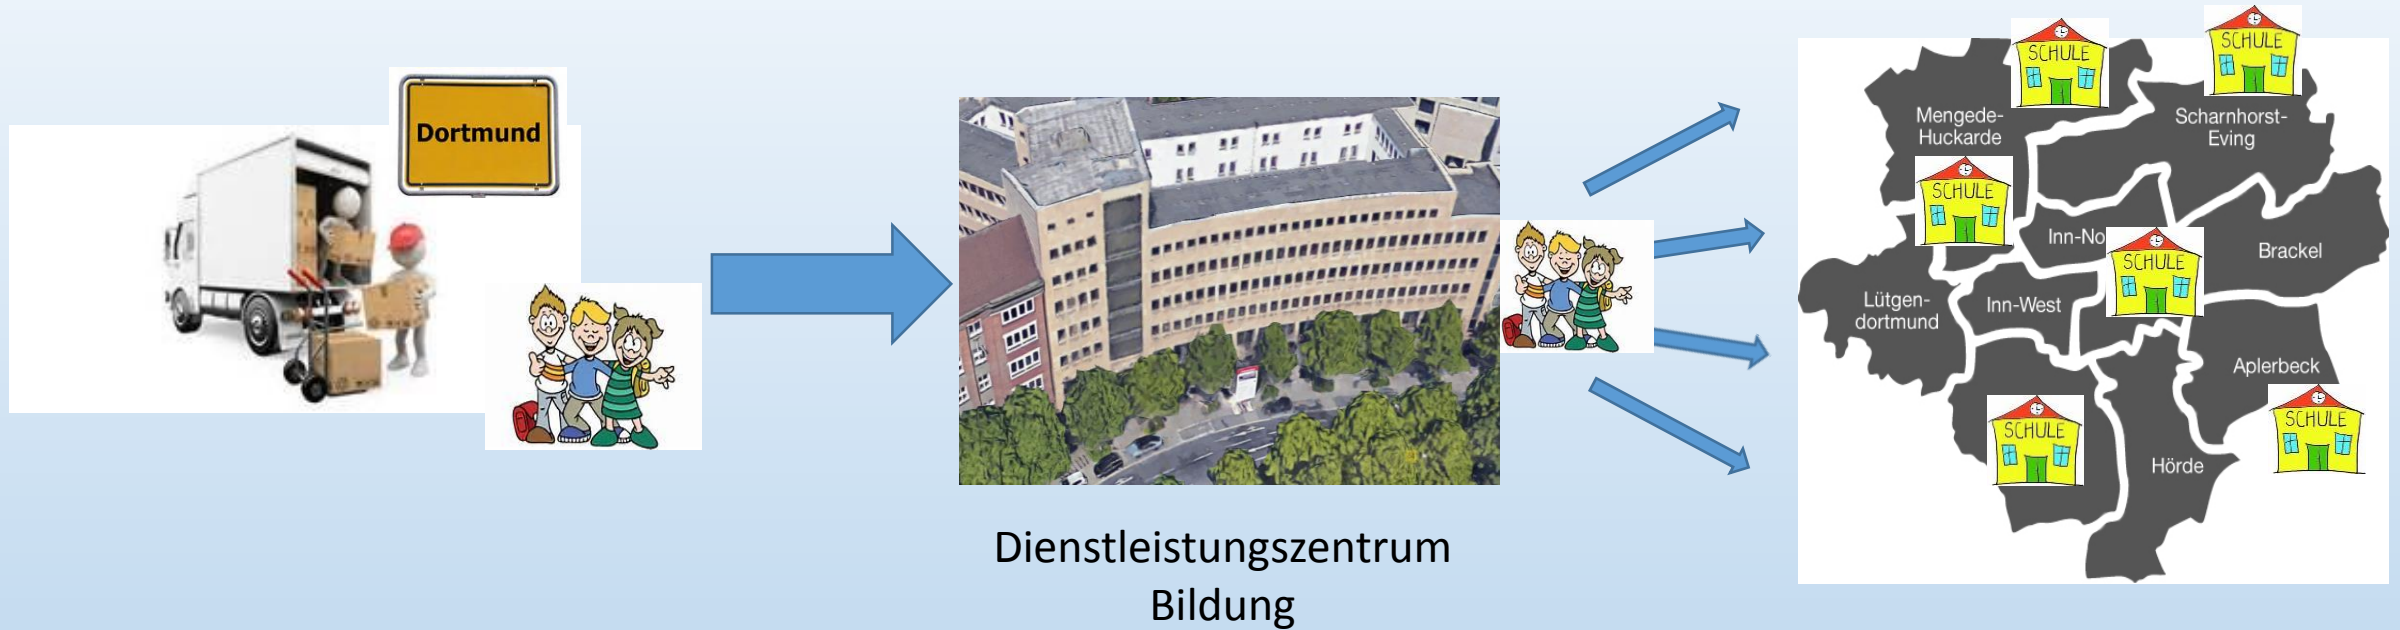 Dortmund
Dienstleistungszentrum
Bildung
SCHULE
SCHULE
Mengede-
Huckarde
Scharnhorst-
Eving
SCHULE
Inn-No
Brackel
SCHULE
Lütgen-
dortmund
Inn-West
Aplerbeck
SCHULE
SCHULE
Hörde